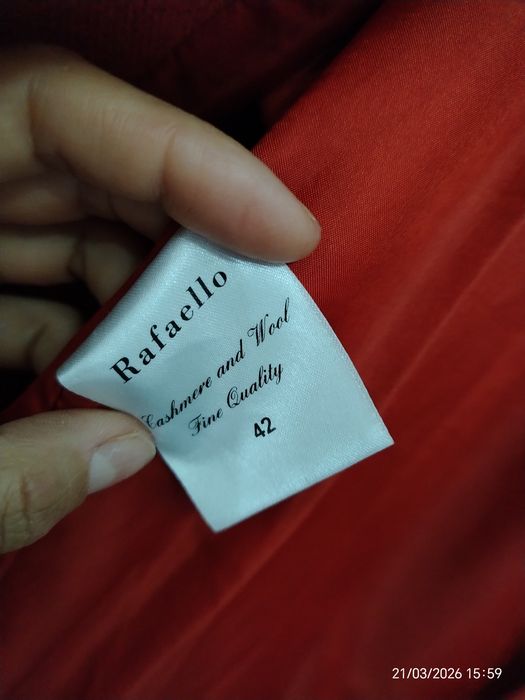 Rafaello
Cashmere and Wool
Fine Quality
42
21/03/2026 15:59